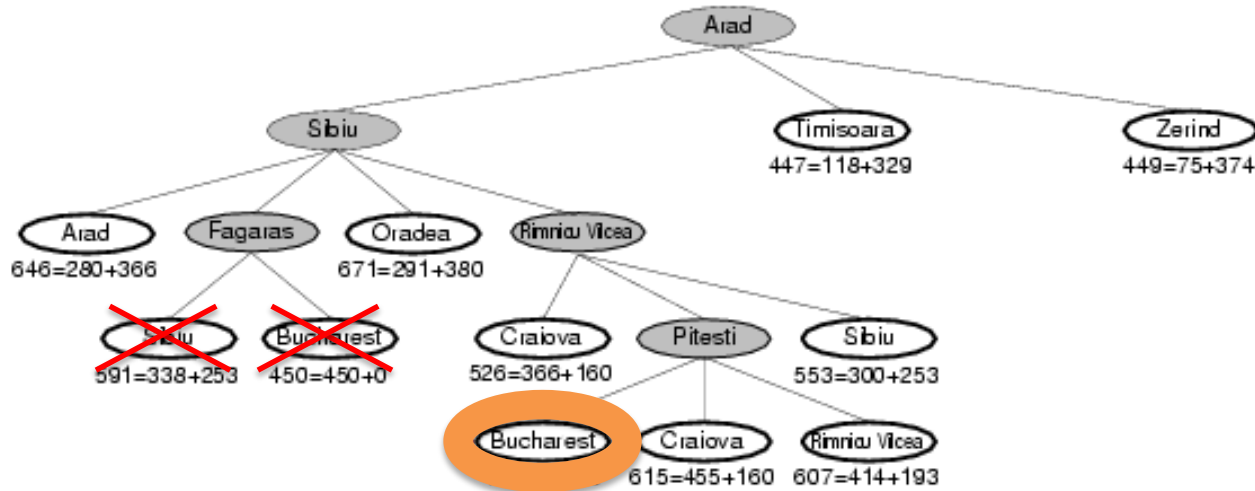 Arad
Sibiu
Timisoara
Zerind
447=118+329
449=75+374
Arad
Fagaras
Oradea
Rimnicu Vilcea
646=280+366
671=291+380
Sibiu
Bucharest
Craiova
Pitesti
Sibiu
591=338+253
450=450+0
526=366+160
553=300+253
Bucharest
Craiova
Rimnicu Vilcea
615=455+160
607=414+193